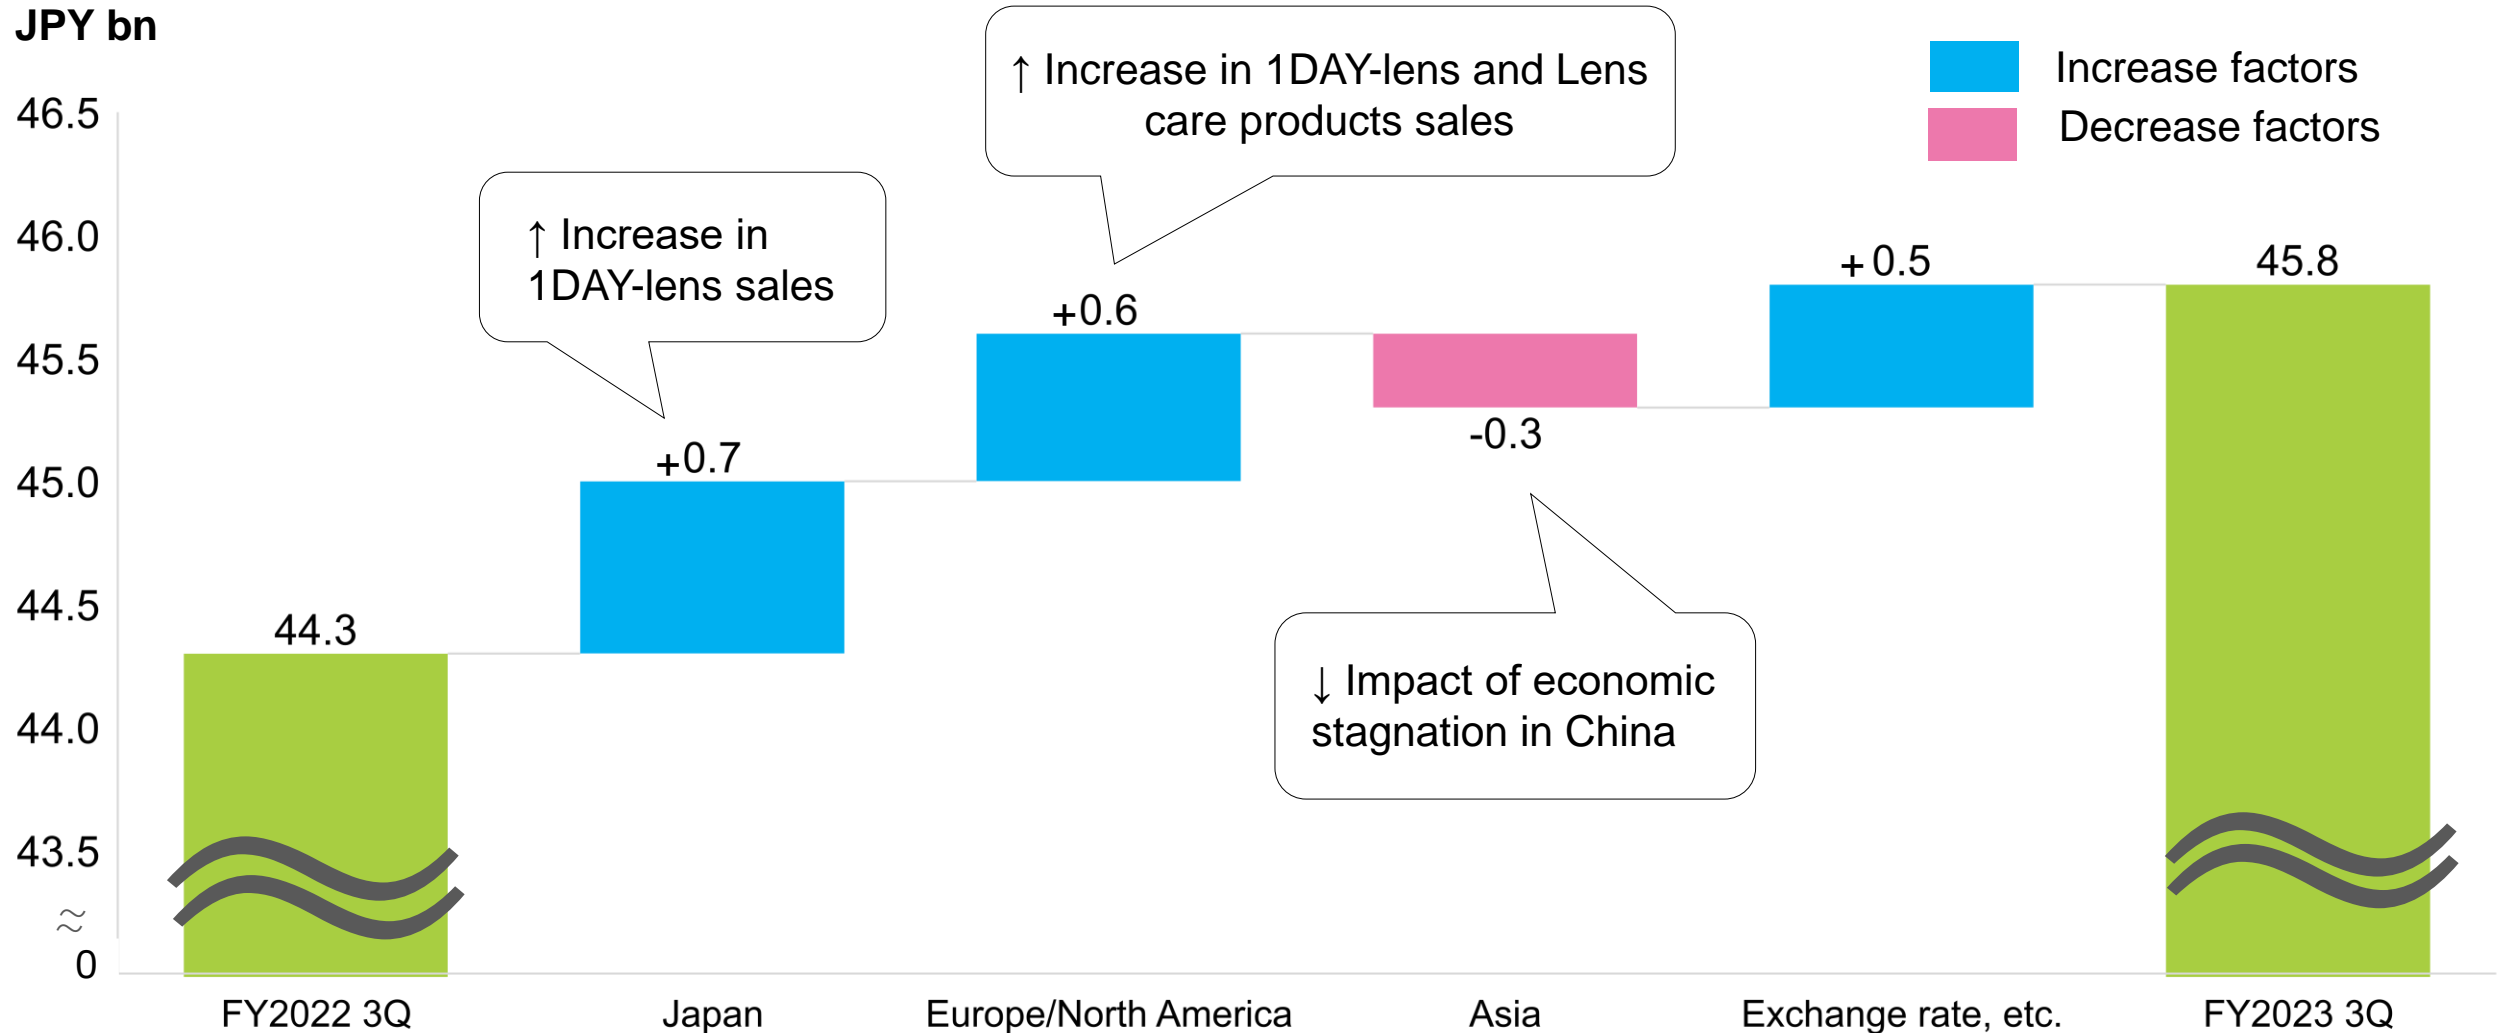 JPY bn
↑ Increase in 1DAY-lens and Lens
care products sales
Increase factors
Decrease factors
46.5
46.0
45.5
45.0
44.5
44.0
43.5
≈
0
↑ Increase in
1DAY-lens sales
44.3
+0.7
+0.6
-0.3
+0.5
45.8
↓ Impact of economic
stagnation in China
FY2022 3Q
Japan
Europe/North America
Asia
Exchange rate, etc.
FY2023 3Q